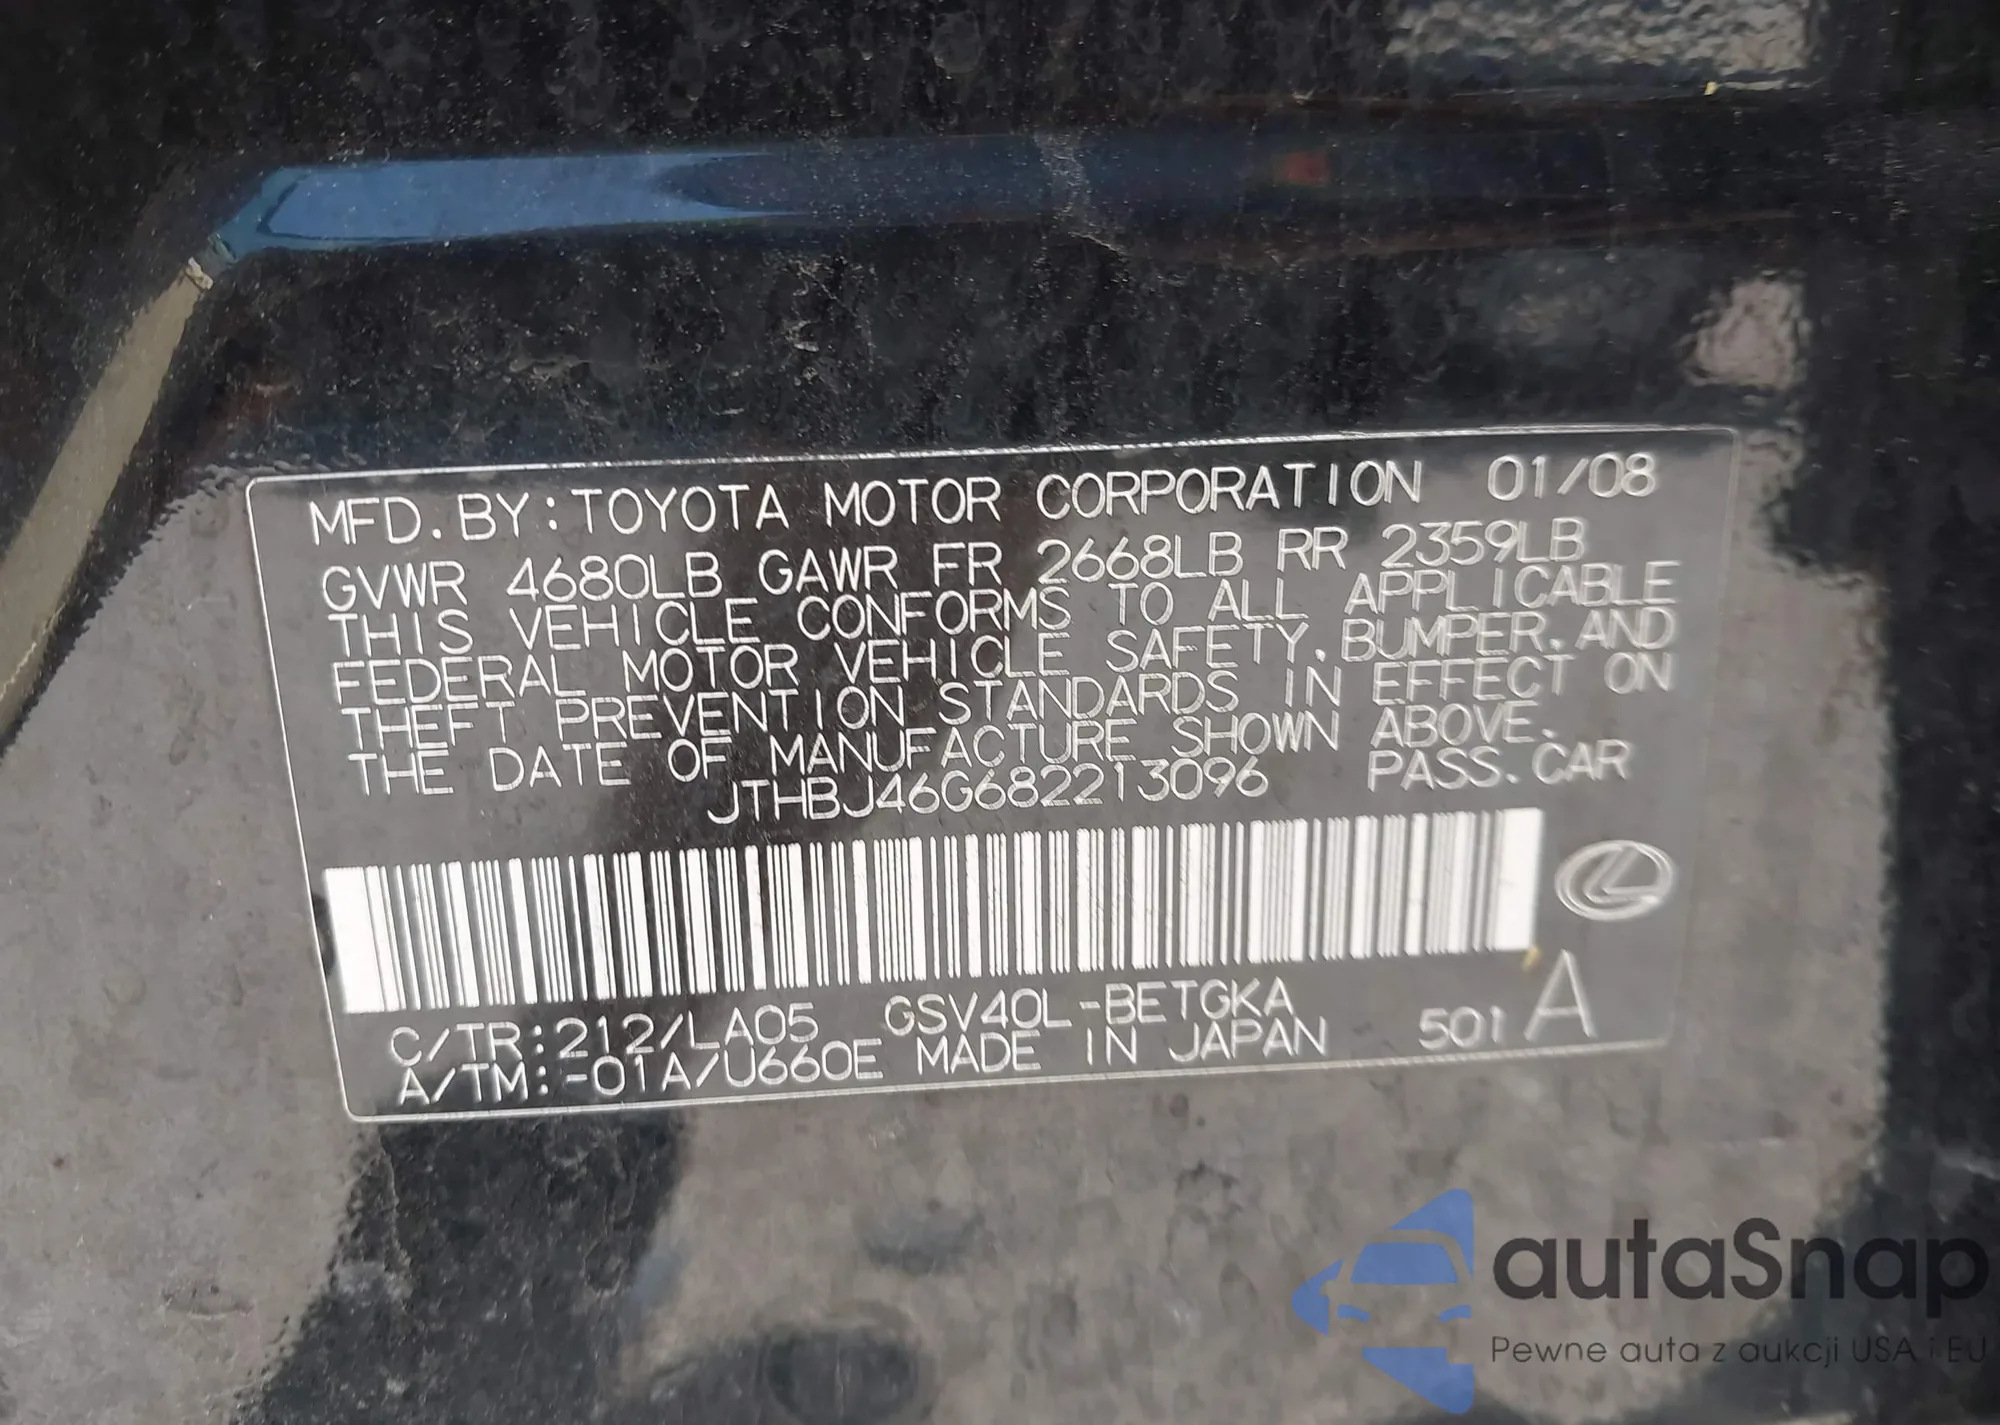 MFD. BY: TOYOTA MOTOR CORPORATION 01/08
GVWR 4680LB GAWR FR 2668LB RR 2359LB
THIS VEHICLE CONFORMS TO ALL APPLICABLE
FEDERAL MOTOR VEHICLE SAFETY, BUMPER, AND
THEFT PREVENTION STANDARDS IN EFFECT ON
THE DATE OF MANUFACTURE SHOWN ABOVE.
JTHBJ46G682213096 PASS. CAR
C/TR: 212/LA05 GSV40L-BETGKA
A/TM: -01A/U660E MADE IN JAPAN 501 A
autaSnap
Pewne auta z aukcji USA i EU